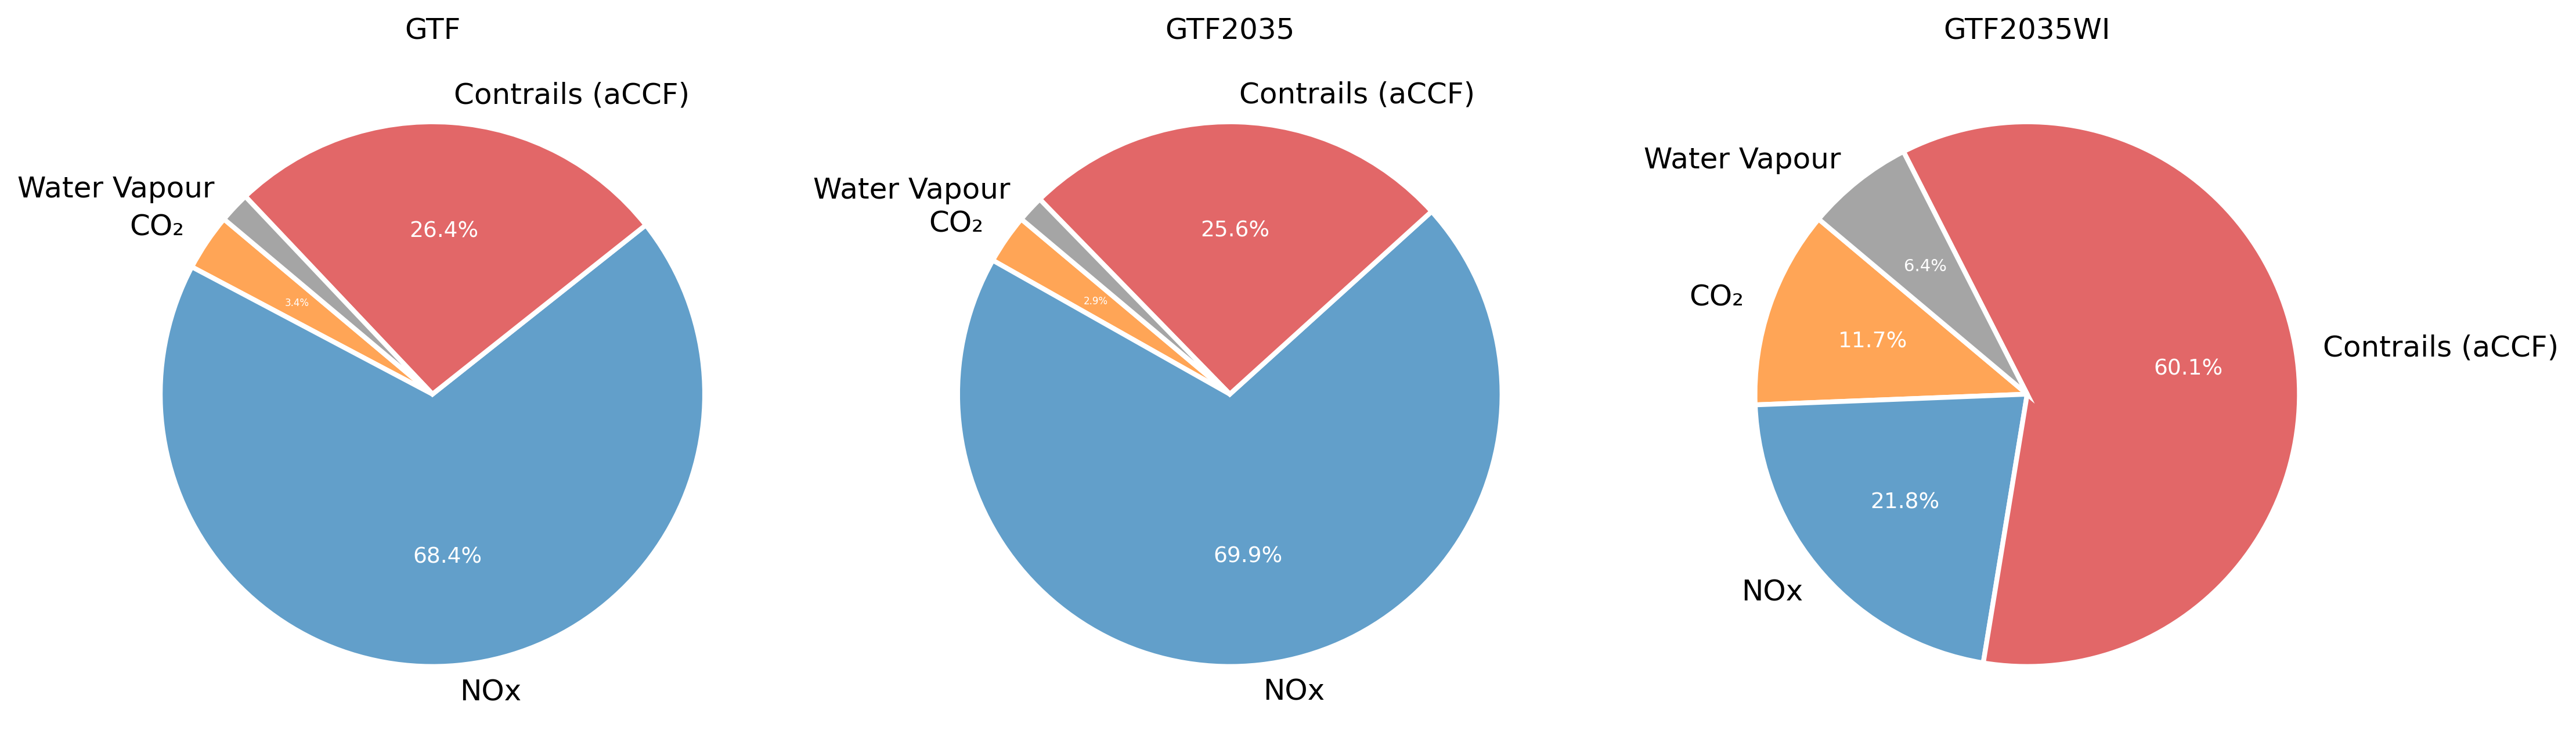 GTF
Contrails (aCCF)
Water Vapour
CO₂
26.4%
3.4%
68.4%
NOx
GTF2035
Contrails (aCCF)
Water Vapour
CO₂
25.6%
2.9%
69.9%
NOx
GTF2035WI
Water Vapour
CO₂
6.4%
11.7%
Contrails (aCCF)
60.1%
21.8%
NOx